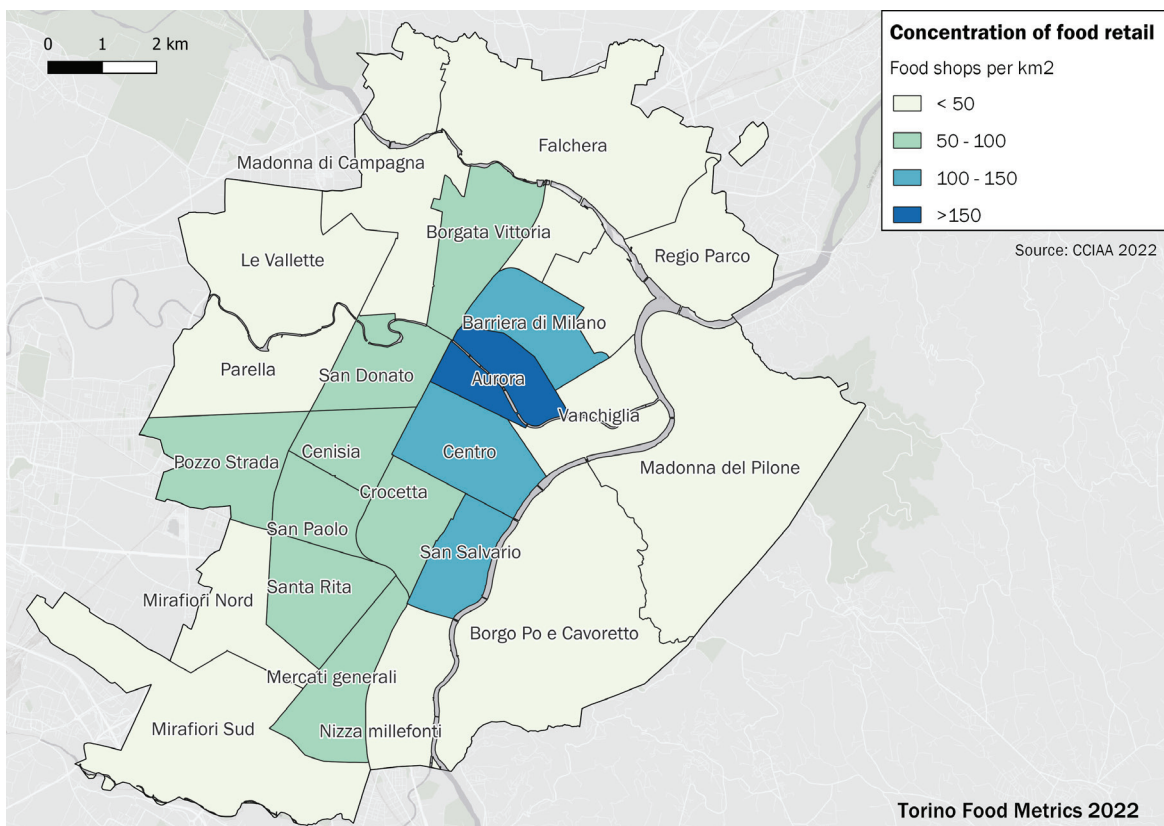 0 1 2 km
Concentration of food retail
Food shops per km2
< 50
50 - 100
100 - 150
>150
Source: CCIAA 2022
Falchera
Madonna di Campagna
Borgata Vittoria
Regio Parco
Le Vallette
Barriera di Milano
Parella
San Donato
Aurora
Vanchiglia
Cenisia
Centro
Pozzo Strada
Madonna del Pilone
Crocetta
San Paolo
San Salvario
Santa Rita
Mirafiori Nord
Borgo Po e Cavoretto
Mercati generali
Mirafiori Sud
Nizza millefonti
Torino Food Metrics 2022